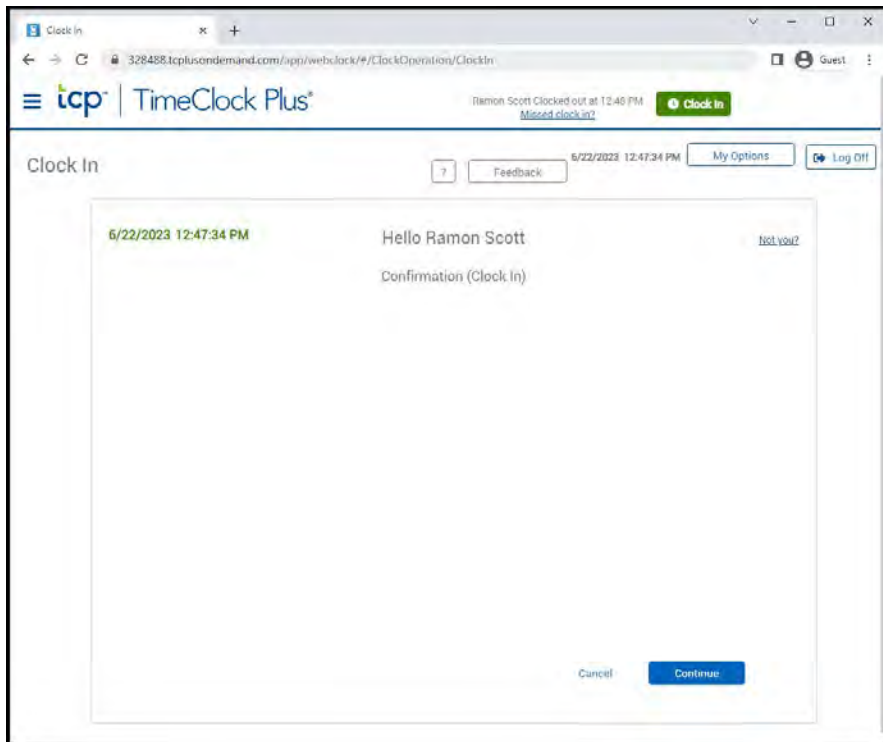 Clock In
328488.tcplusondemand.com/app/webclock/#/ClockOperation/ClockIn
Guest
tcp TimeClock Plus®
Ramon Scott Clocked out at 12:46 PM
Missed clock in?
Clock In
Clock In
?
Feedback
6/22/2023 12:47:34 PM
My Options
Log Off
6/22/2023 12:47:34 PM
Hello Ramon Scott
Not you?
Confirmation (Clock In)
Cancel
Continue